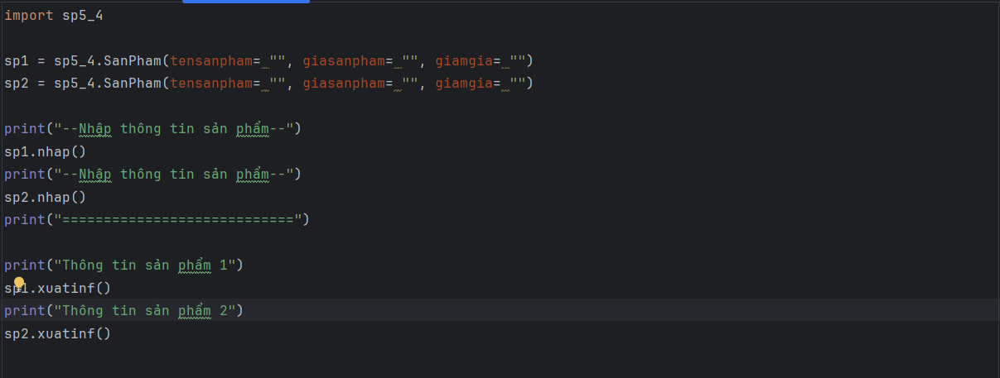 import sp5_4
sp1 = sp5_4.SanPham(tensanpham= "", giasanpham= "", giamgia= "")
sp2 = sp5_4.SanPham(tensanpham= "", giasanpham= "", giamgia= "")
print("--Nhập thông tin sản phẩm--")
sp1.nhap()
print("--Nhập thông tin sản phẩm--")
sp2.nhap()
print("============================")
print("Thông tin sản phẩm 1")
sp1.xuatinf()
print("Thông tin sản phẩm 2")
sp2.xuatinf()